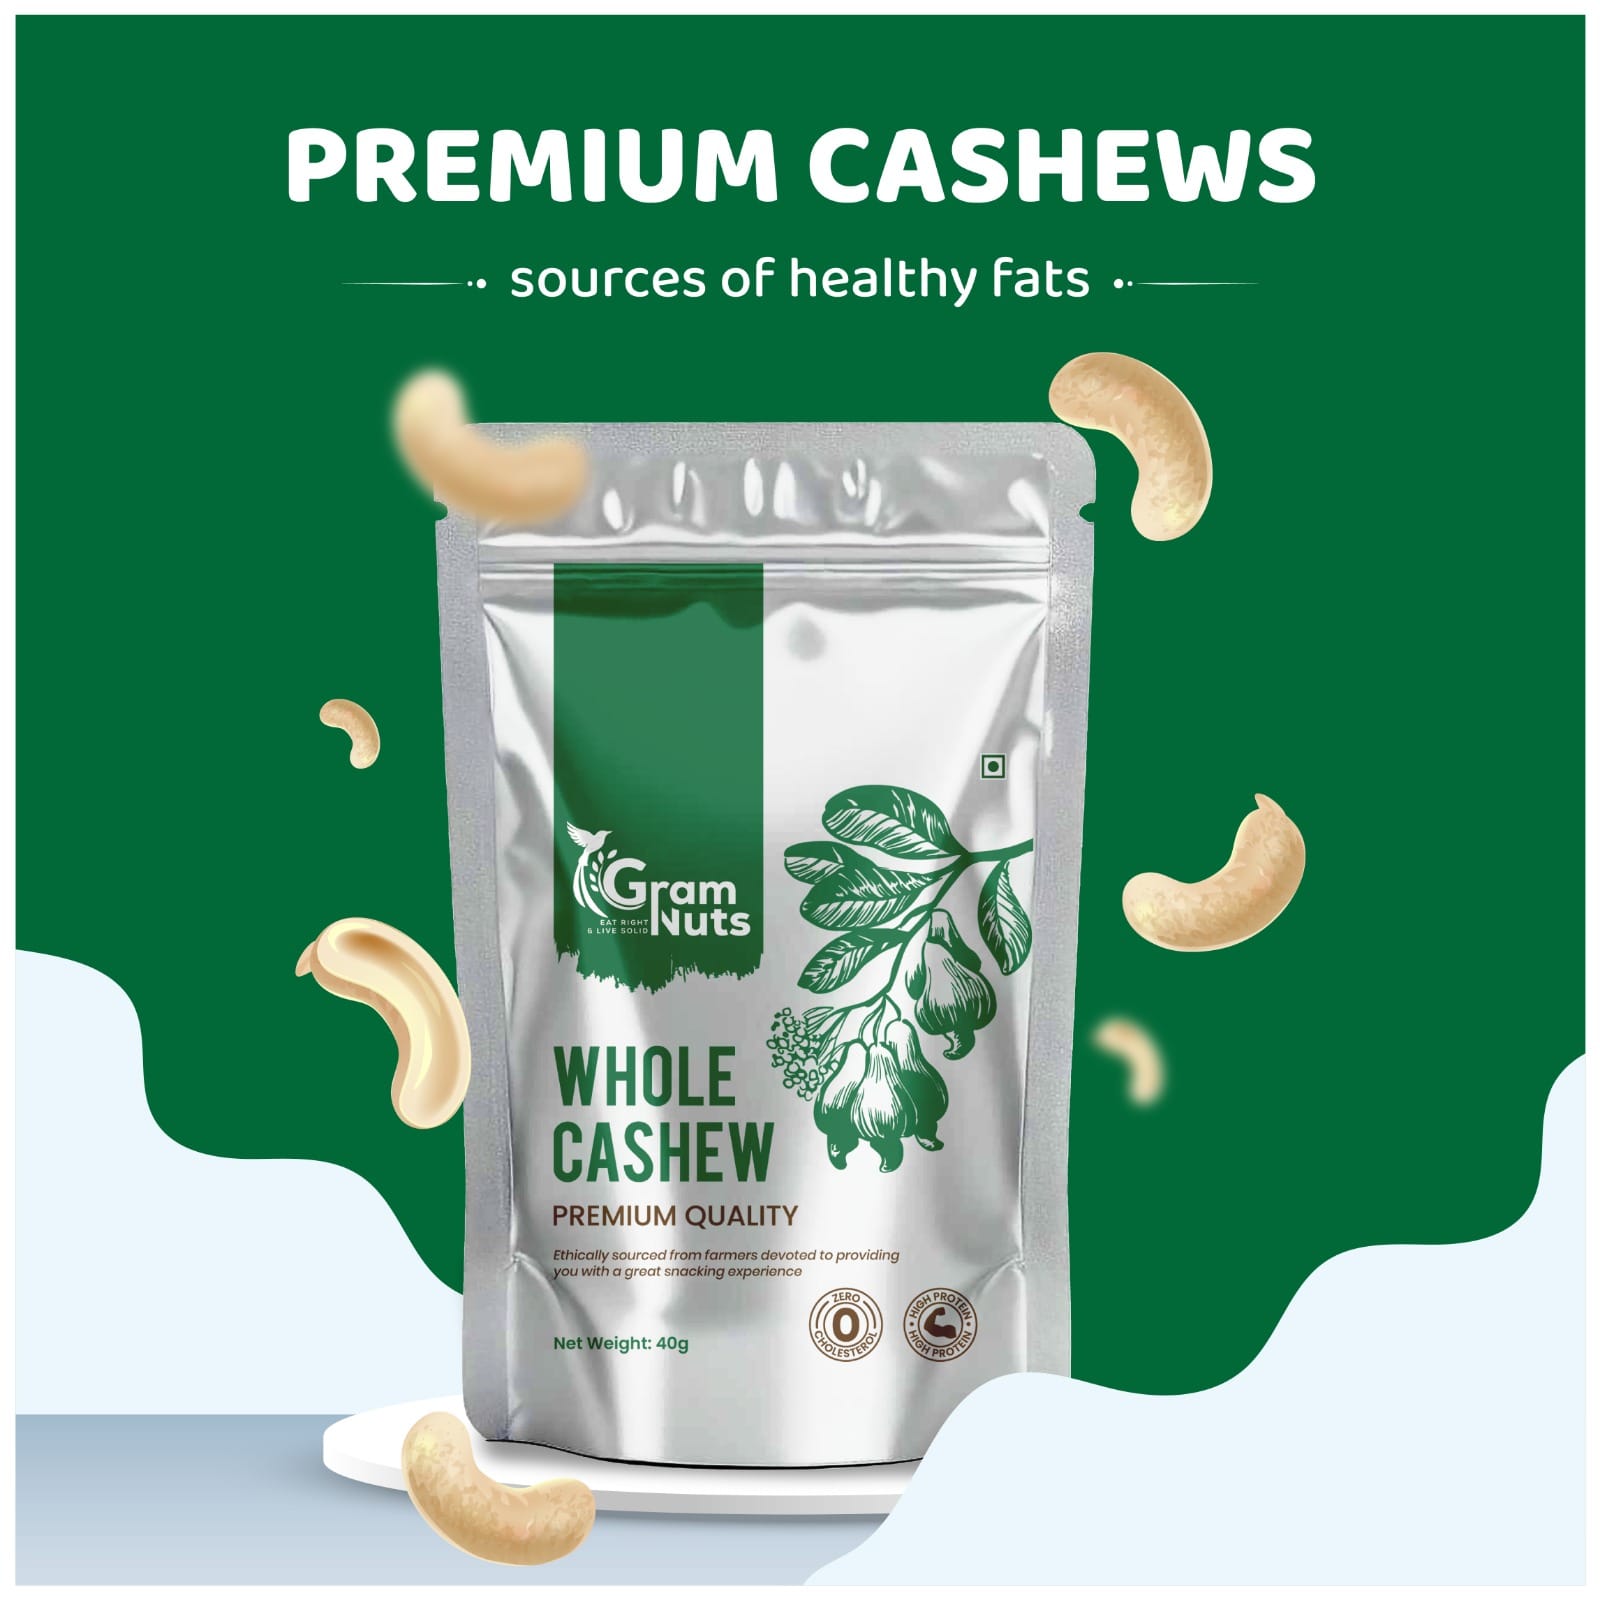 PREMIUM CASHEWS
sources of healthy fats
Gram
Nuts
EAT RIGHT
& LIVE SOLID
WHOLE
CASHEW
PREMIUM QUALITY
Ethically sourced from farmers devoted to providing
you with a great snacking experience
Net Weight: 40g
ZERO
0
CHOLESTEROL
HIGH PROTEIN
HIGH PROTEIN